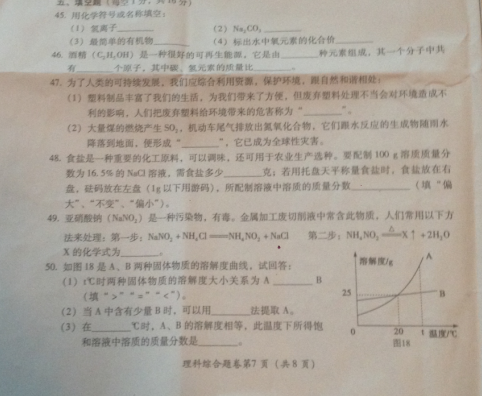 五、填空题（每空1分，共16分）
45. 用化学符号或名称填空：
（1）氢离子________ （2）Na₂CO₃________
（3）最简单的有机物________ （4）标出水中氧元素的化合价________
46. 酒精（C₂H₅OH）是一种很好的可再生能源，它是由________种元素组成，其一个分子中共
有________个原子，其中碳、氢元素的质量比________。
47. 为了人类的可持续发展，我们应综合利用资源，保护环境，跟自然和谐相处：
（1）塑料制品丰富了我们的生活，为我们带来了方便，但废弃塑料处理不当会对环境造成不
利的影响，人们把废弃塑料给环境带来的危害称为“________”。
（2）大量煤的燃烧产生SO₂，机动车尾气排放出氮氧化合物，它们跟水反应的生成物随雨水
降落到地面，便形成“________”，它已成为全球性灾害。
48. 食盐是一种重要的化工原料，可以调味，还可用于农业生产选种。要配制100 g溶质质量分
数为16.5%的NaCl溶液，需食盐多少________克；若用托盘天平称量食盐时，食盐放在右
盘，砝码放在左盘（1g以下用游码），所配制溶液中溶质的质量分数________（填“偏
大”、“不变”、“偏小”）。
49. 亚硝酸钠（NaNO₂）是一种污染物，有毒。金属加工废切削液中常含此物质，人们常用以下方
法来处理：第一步：NaNO₂+NH₄Cl══NH₄NO₂+NaCl 第二步：NH₄NO₂ ══△ X↑+2H₂O
X的化学式为________。
50. 如图18是A、B两种固体物质的溶解度曲线，试回答：
（1）t℃时两种固体物质的溶解度大小关系为A________B
（填“>”“=”“<”）。
（2）当A中含有少量B时，可以用________法提取A。
（3）在________℃时，A、B的溶解度相等，此温度下所得饱
和溶液中溶质的质量分数是________。
溶解度/g
A
25
B
0 20 t 温度/℃
图18
理科综合题卷第7页（共8页）